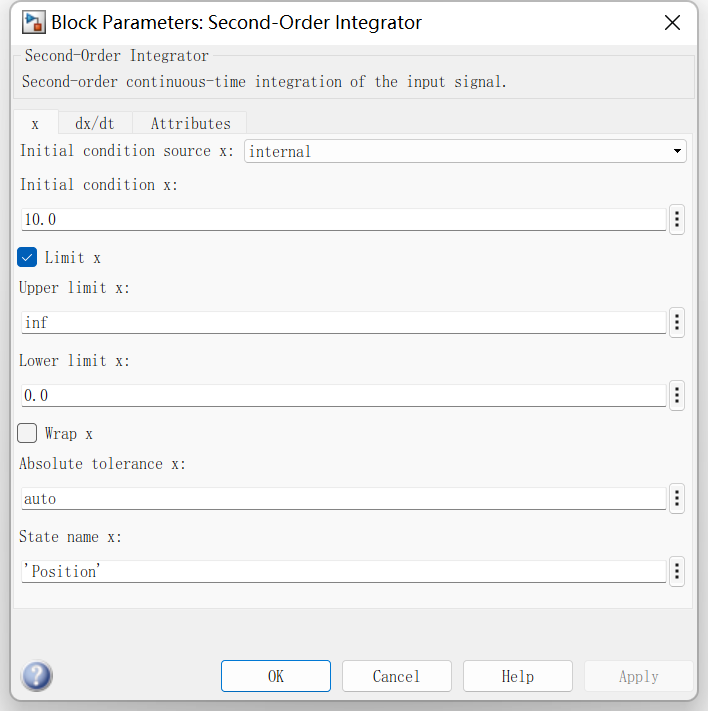 Block Parameters: Second-Order Integrator
Second-Order Integrator
Second-order continuous-time integration of the input signal.
x dx/dt Attributes
Initial condition source x: internal
Initial condition x:
10.0
Limit x
Upper limit x:
inf
Lower limit x:
0.0
Wrap x
Absolute tolerance x:
auto
State name x:
'Position'
? OK Cancel Help Apply